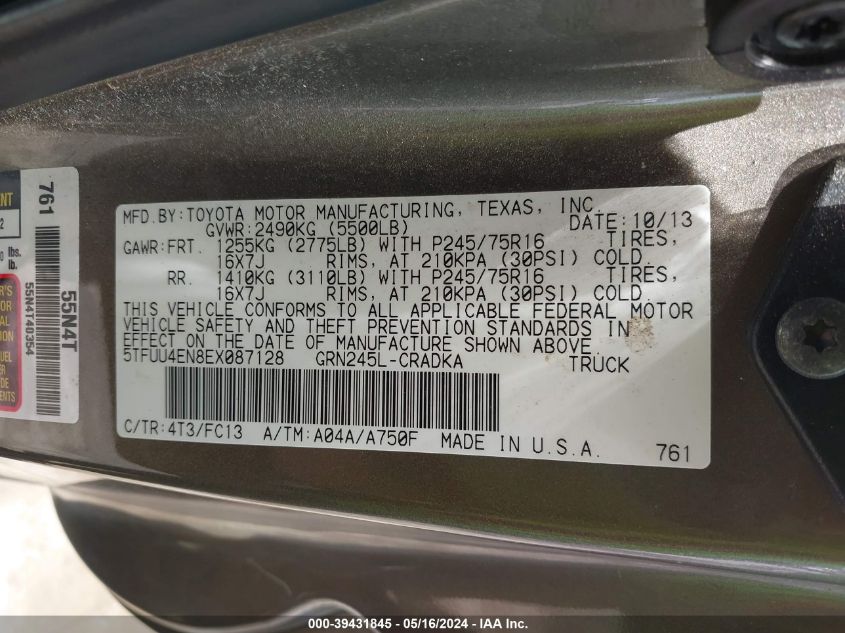 MFD.BY:TOYOTA MOTOR MANUFACTURING, TEXAS, INC
GVWR:2490KG (5500LB) DATE:10/13
GAWR:FRT. 1255KG (2775LB) WITH P245/75R16 TIRES,
16X7J RIMS, AT 210KPA (30PSI) COLD
RR. 1410KG (3110LB) WITH P245/75R16 TIRES,
16X7J RIMS, AT 210KPA (30PSI) COLD
THIS VEHICLE CONFORMS TO ALL APPLICABLE FEDERAL MOTOR
VEHICLE SAFETY AND THEFT PREVENTION STANDARDS IN
EFFECT ON THE DATE OF MANUFACTURE SHOWN ABOVE.
5TFUU4EN8EX087128 GRN245L-CRADKA TRUCK
C/TR:4T3/FC13 A/TM:A04A/A750F MADE IN U.S.A. 761
761
55N4T
55N4T40354
lbs.
lb.
000-39431845 - 05/16/2024 - IAA Inc.